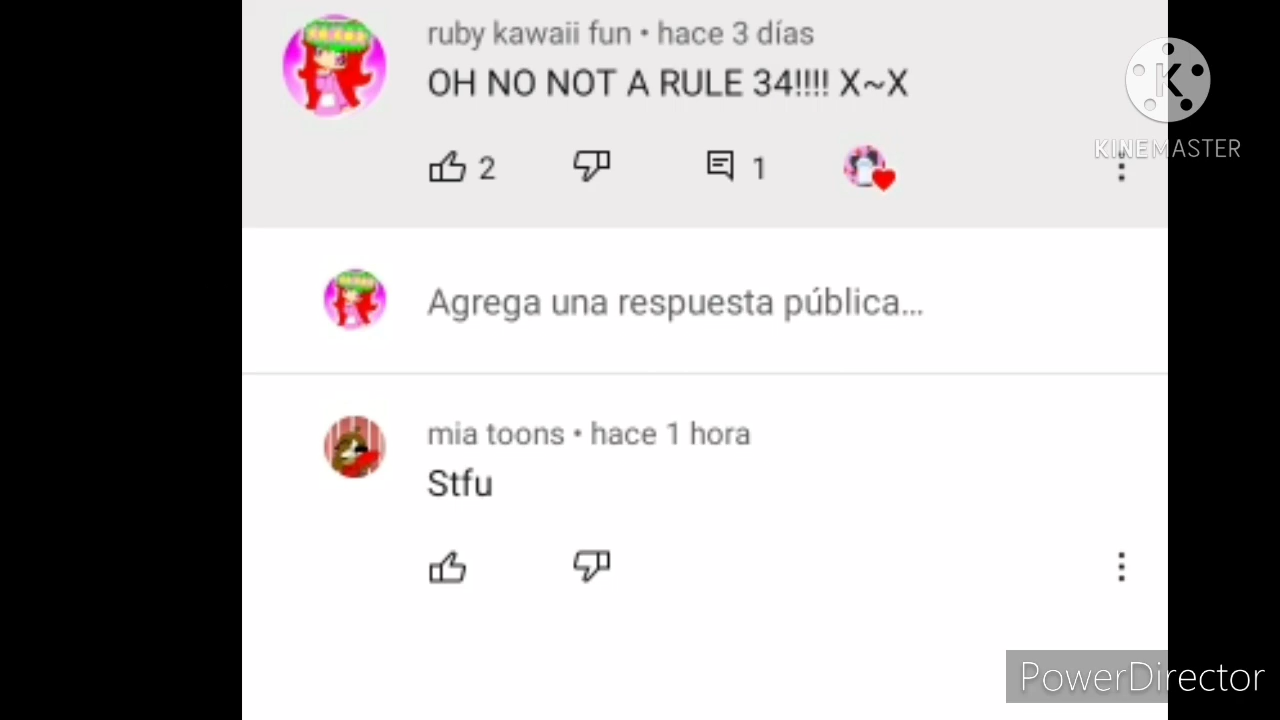 ruby kawaii fun • hace 3 días
OH NO NOT A RULE 34!!!! X~X
2
1
K
KINEMASTER
Agrega una respuesta pública...
mia toons • hace 1 hora
Stfu
PowerDirector